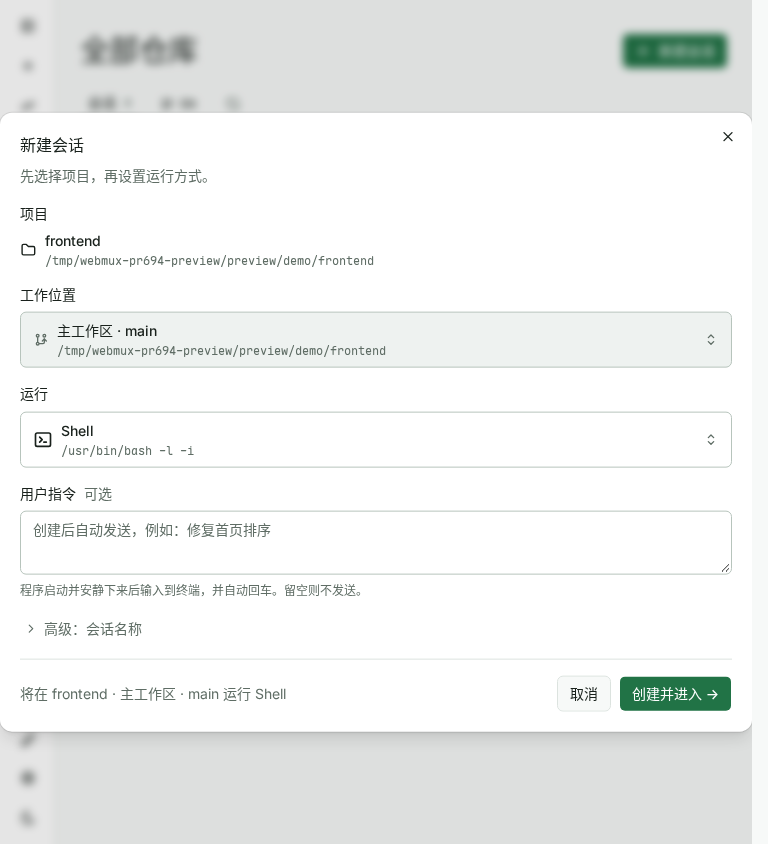 全部仓库
新建会话
先选择项目，再设置运行方式。
项目
frontend
/tmp/webmux-pr694-preview/preview/demo/frontend
工作位置
主工作区 · main
/tmp/webmux-pr694-preview/preview/demo/frontend
运行
Shell
/usr/bin/bash -l -i
用户指令 可选
创建后自动发送，例如：修复首页排序
程序启动并安静下来后输入到终端，并自动回车。留空则不发送。
高级：会话名称
将在 frontend · 主工作区 · main 运行 Shell
取消
创建并进入 →